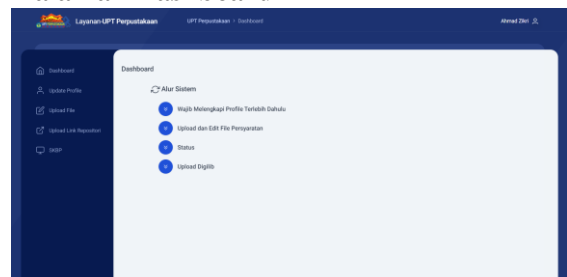 Layanan UPT Perpustakaan
UPT Perpustakaan > Dashboard
Ahmad Zikri
Dashboard
Update Profile
Upload File
Upload Link Repositori
SKBP
Dashboard
Alur Sistem
Wajib Melengkapi Profile Terlebih Dahulu
Upload dan Edit File Persyaratan
Status
Upload Digilib